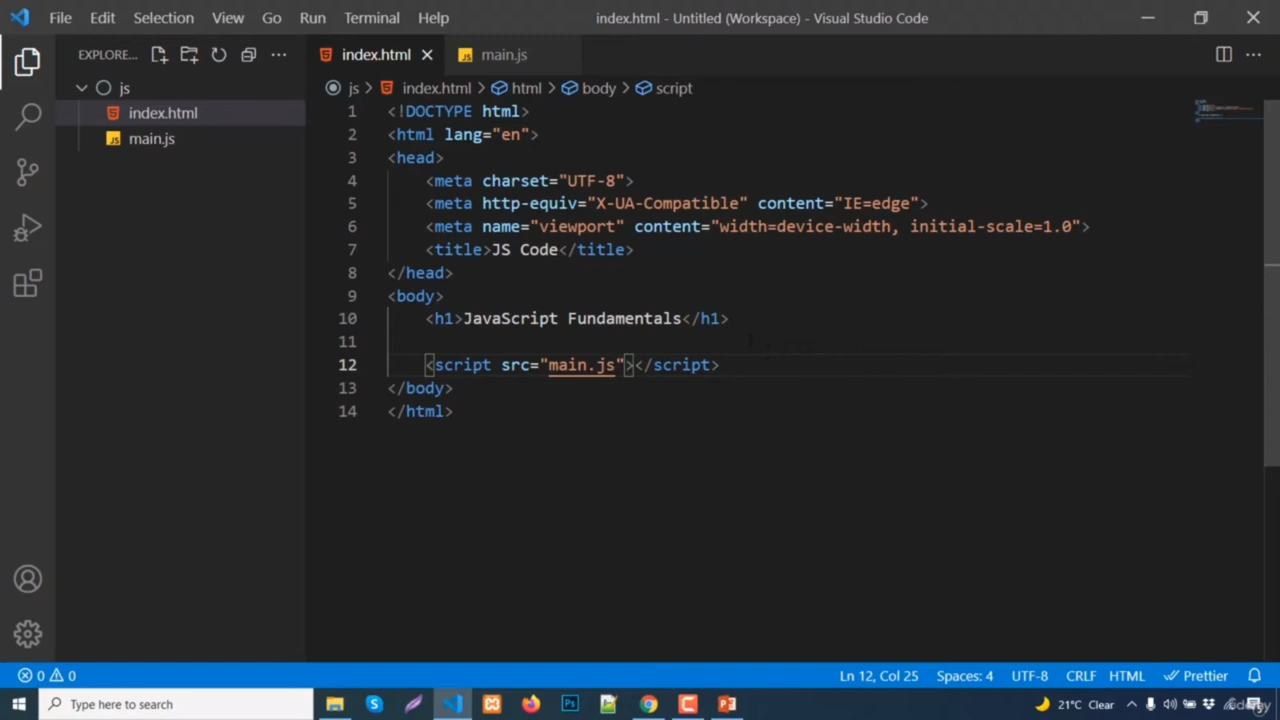 File Edit Selection View Go Run Terminal Help index.html - Untitled (Workspace) - Visual Studio Code
EXPLORE... index.html main.js
js index.html html body script
js
index.html
main.js
1 <!DOCTYPE html>
2 <html lang="en">
3 <head>
4 <meta charset="UTF-8">
5 <meta http-equiv="X-UA-Compatible" content="IE=edge">
6 <meta name="viewport" content="width=device-width, initial-scale=1.0">
7 <title>JS Code</title>
8 </head>
9 <body>
10 <h1>JavaScript Fundamentals</h1>
11
12 <script src="main.js"></script>
13 </body>
14 </html>
0 0 Ln 12, Col 25 Spaces: 4 UTF-8 CRLF HTML Prettier
Type here to search 21°C Clear